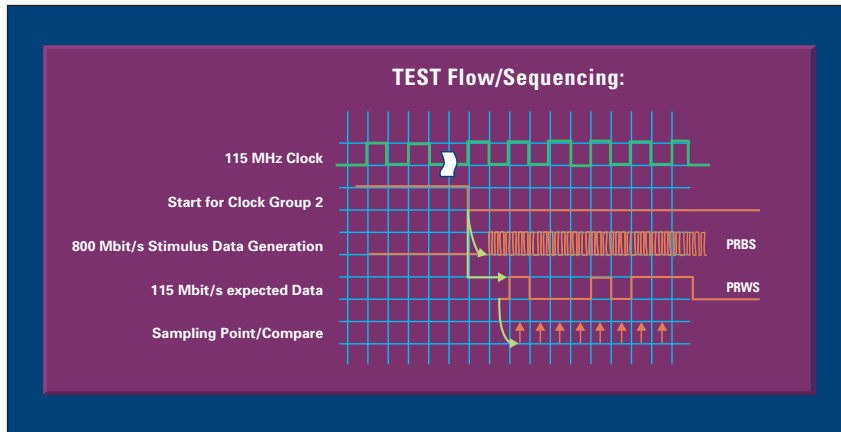 TEST Flow/Sequencing:
115 MHz Clock
Start for Clock Group 2
800 Mbit/s Stimulus Data Generation
PRBS
115 Mbit/s expected Data
PRWS
Sampling Point/Compare